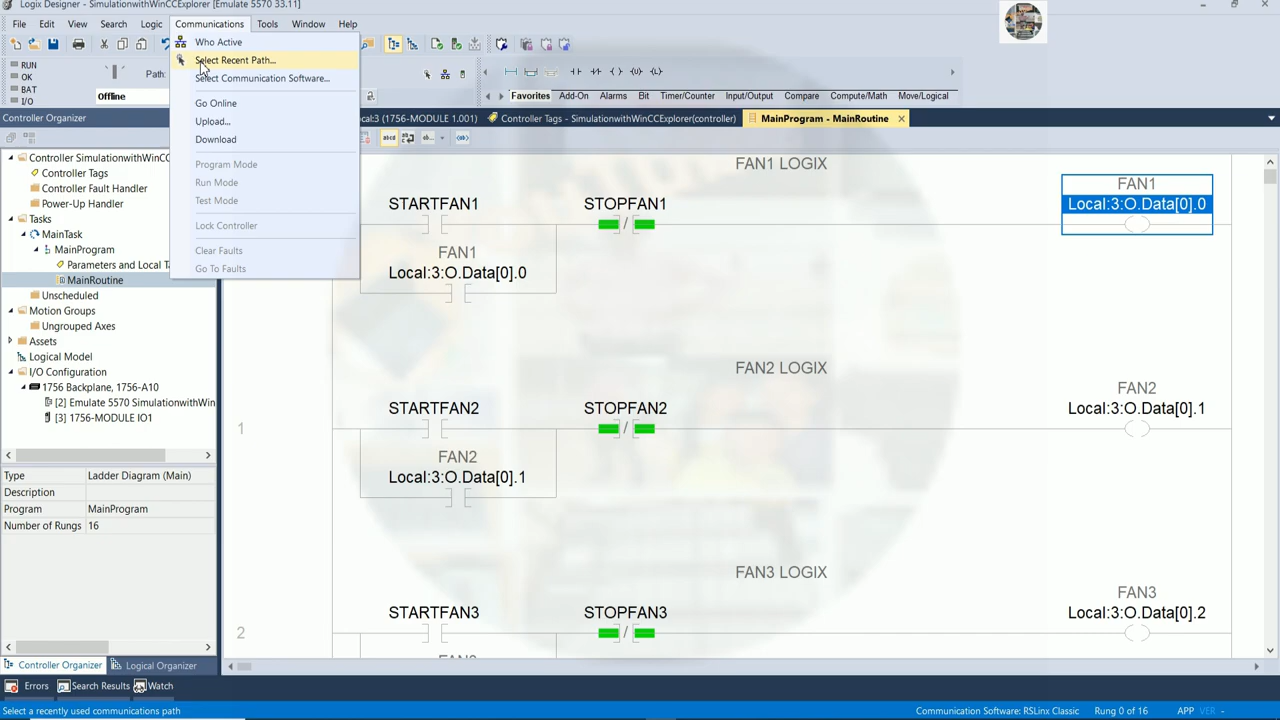 Logix Designer - SimulationwithWinCCExplorer [Emulate 5570 33.11]
File Edit View Search Logic Communications Tools Window Help
Who Active
Select Recent Path...
Select Communication Software...
Go Online
Upload...
Download
Program Mode
Run Mode
Test Mode
Lock Controller
Clear Faults
Go To Faults
RUN
OK
BAT
I/O
Path:
Offline
Favorites Add-On Alarms Bit Timer/Counter Input/Output Compare Compute/Math Move/Logical
Controller Organizer
cal:3 (1756-MODULE 1.001) Controller Tags - SimulationwithWinCCExplorer(controller) MainProgram - MainRoutine
Controller SimulationwithWinCC
Controller Tags
Controller Fault Handler
Power-Up Handler
Tasks
MainTask
MainProgram
Parameters and Local T
MainRoutine
Unscheduled
Motion Groups
Ungrouped Axes
Assets
Logical Model
I/O Configuration
1756 Backplane, 1756-A10
[2] Emulate 5570 SimulationwithWin
[3] 1756-MODULE IO1
Type Ladder Diagram (Main)
Description
Program MainProgram
Number of Rungs 16
Controller Organizer Logical Organizer
FAN1 LOGIX
STARTFAN1 STOPFAN1 FAN1
Local:3:O.Data[0].0
FAN1
Local:3:O.Data[0].0
FAN2 LOGIX
STARTFAN2 STOPFAN2 FAN2
Local:3:O.Data[0].1
1
FAN2
Local:3:O.Data[0].1
FAN3 LOGIX
STARTFAN3 STOPFAN3 FAN3
Local:3:O.Data[0].2
2
Errors Search Results Watch
Select a recently used communications path Communication Software: RSLinx Classic Rung 0 of 16 APP VER -